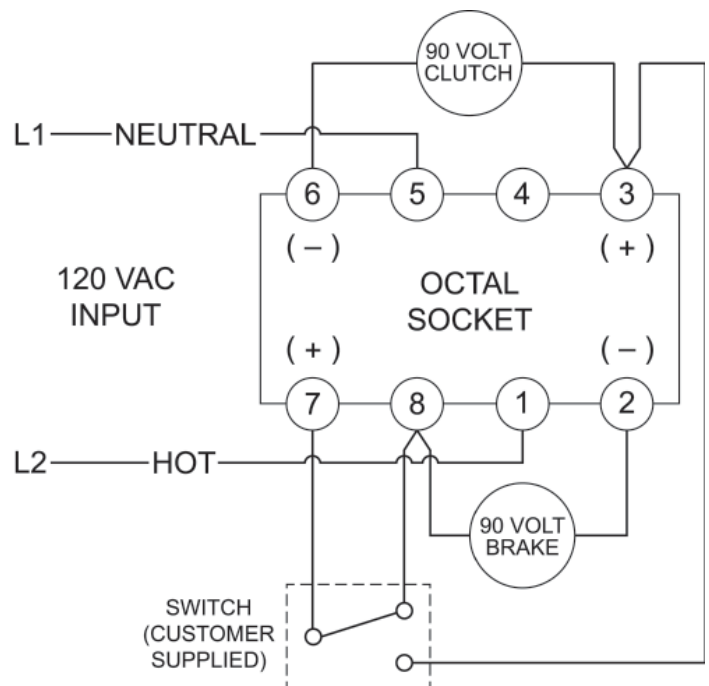 90 VOLT
CLUTCH
L1 NEUTRAL
6 5 4 3
(–) (+)
120 VAC
INPUT
OCTAL
SOCKET
(+) (–)
7 8 1 2
L2 HOT
90 VOLT
BRAKE
SWITCH
(CUSTOMER
SUPPLIED)